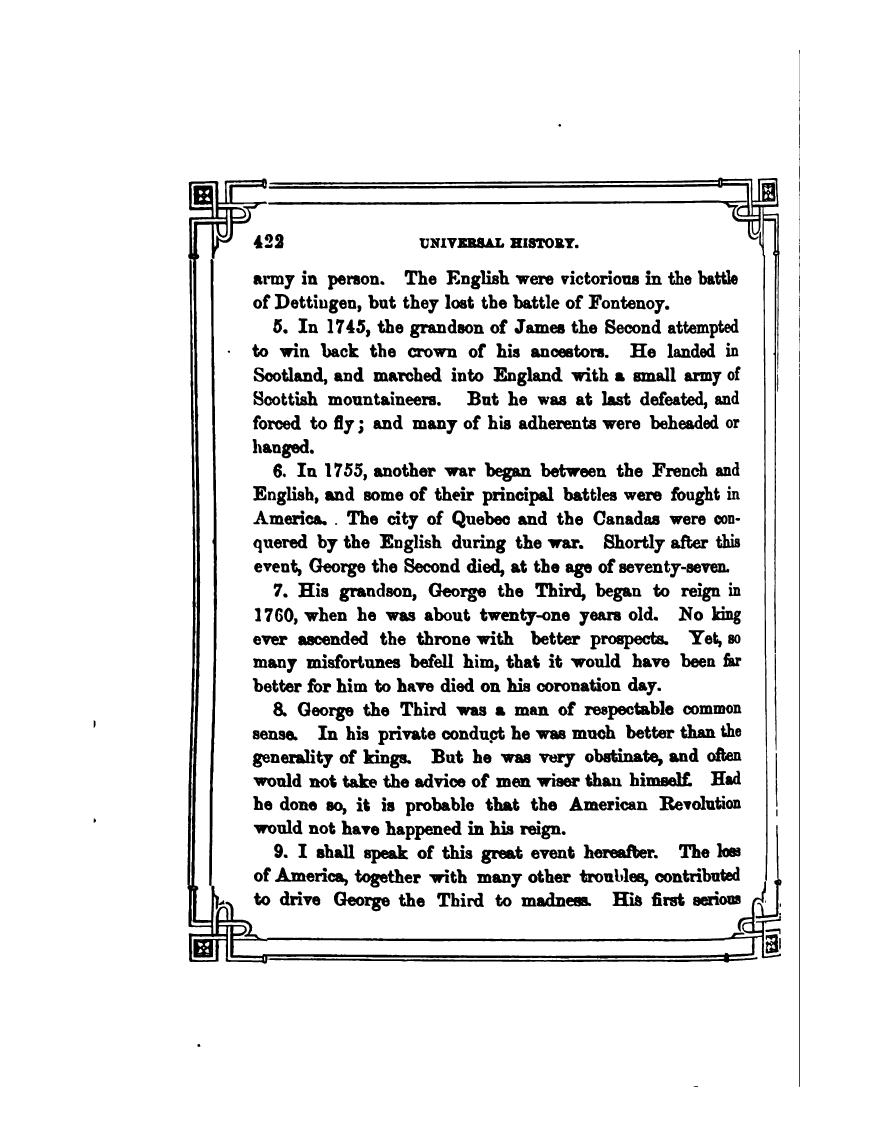 422 UNIVERSAL HISTORY.
army in person. The English were victorious in the battle
of Dettingen, but they lost the battle of Fontenoy.
5. In 1745, the grandson of James the Second attempted
to win back the crown of his ancestors. He landed in
Scotland, and marched into England with a small army of
Scottish mountaineers. But he was at last defeated, and
forced to fly; and many of his adherents were beheaded or
hanged.
6. In 1755, another war began between the French and
English, and some of their principal battles were fought in
America. The city of Quebec and the Canadas were con-
quered by the English during the war. Shortly after this
event, George the Second died, at the age of seventy-seven.
7. His grandson, George the Third, began to reign in
1760, when he was about twenty-one years old. No king
ever ascended the throne with better prospects. Yet, so
many misfortunes befell him, that it would have been far
better for him to have died on his coronation day.
8. George the Third was a man of respectable common
sense. In his private conduct he was much better than the
generality of kings. But he was very obstinate, and often
would not take the advice of men wiser than himself. Had
he done so, it is probable that the American Revolution
would not have happened in his reign.
9. I shall speak of this great event hereafter. The loss
of America, together with many other troubles, contributed
to drive George the Third to madness. His first serious